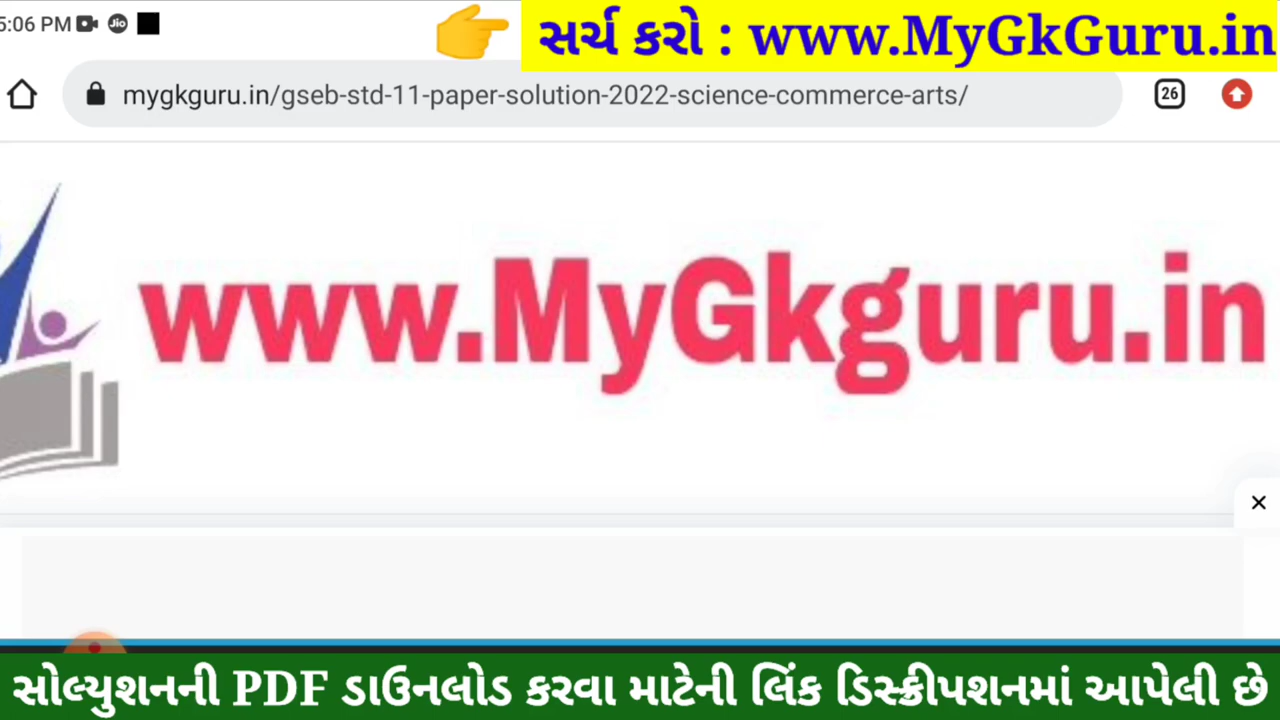 5:06 PM Jio
સર્ચ કરો : www.MyGkGuru.in
mygkguru.in/gseb-std-11-paper-solution-2022-science-commerce-arts/
26
www.MyGkguru.in
સોલ્યુશનની PDF ડાઉનલોડ કરવા માટેની લિંક ડિસ્ક્રીપશનમાં આપેલી છે